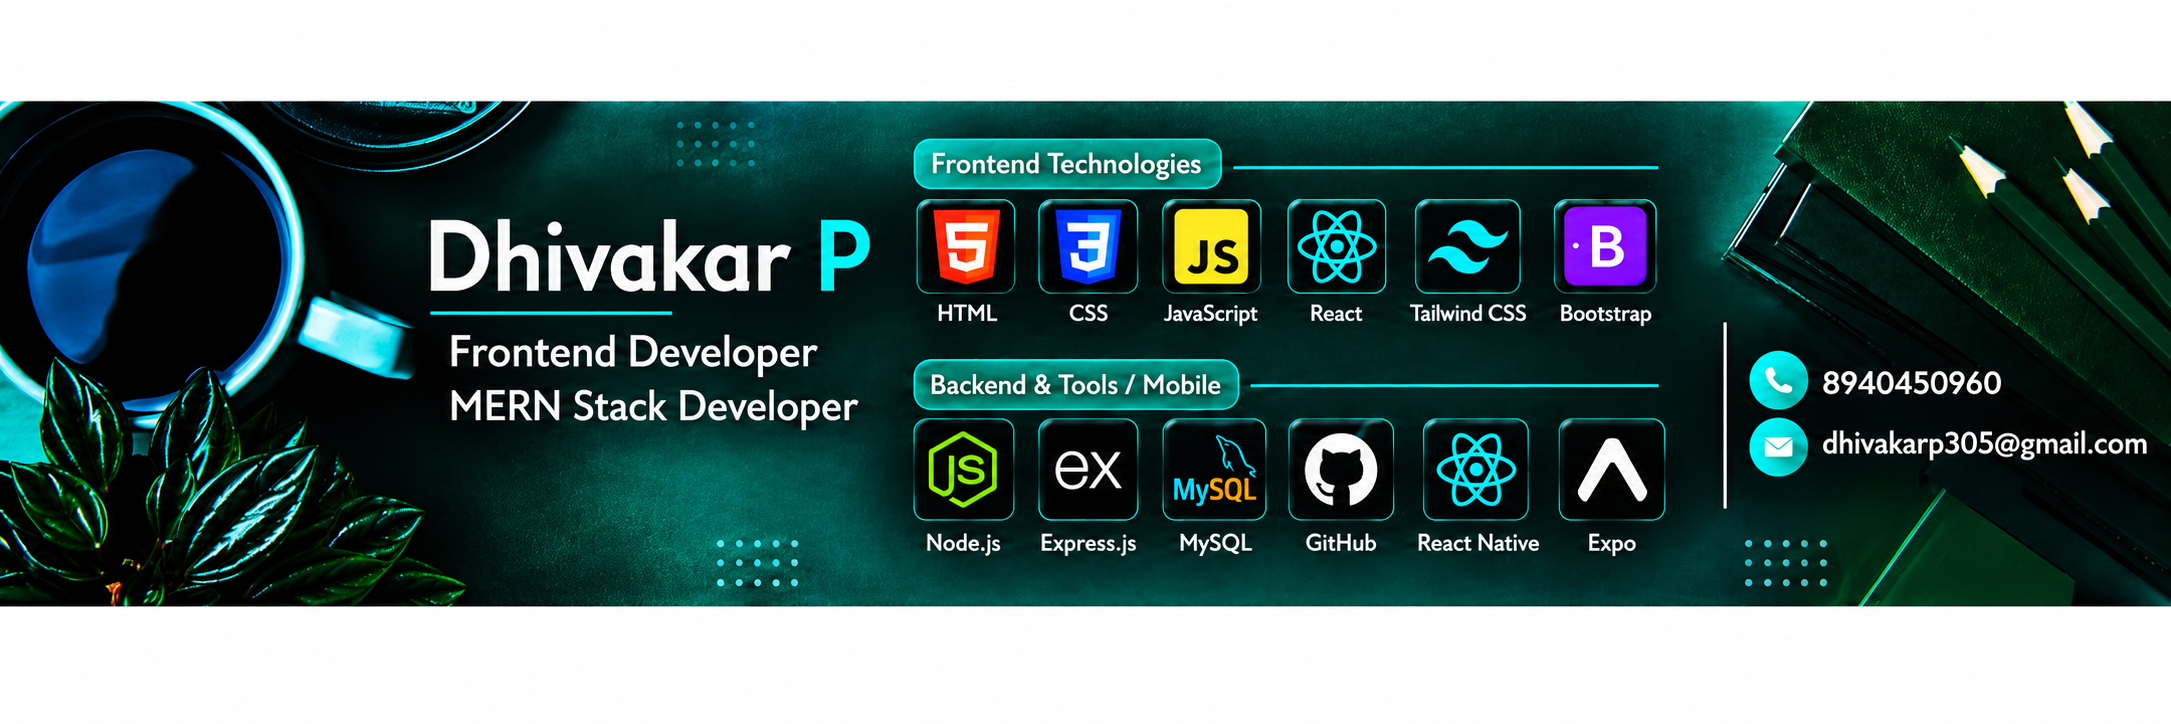 Dhivakar P
Frontend Developer
MERN Stack Developer
Frontend Technologies
5
3
JS
B
HTML
CSS
JavaScript
React
Tailwind CSS
Bootstrap
Backend & Tools / Mobile
JS
ex
MySQL
Node.js
Express.js
MySQL
GitHub
React Native
Expo
8940450960
dhivakarp305@gmail.com